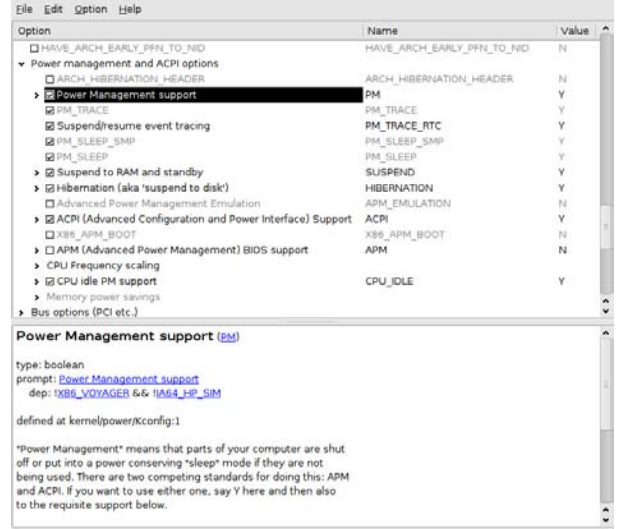 File Edit Option Help
Option Name Value
HAVE_ARCH_EARLY_PFN_TO_NID HAVE_ARCH_EARLY_PFN_TO_NID N
Power management and ACPI options
ARCH_HIBERNATION_HEADER ARCH_HIBERNATION_HEADER N
Power Management support PM Y
PM_TRACE PM_TRACE Y
Suspend/resume event tracing PM_TRACE_RTC Y
PM_SLEEP_SMP PM_SLEEP_SMP Y
PM_SLEEP PM_SLEEP Y
Suspend to RAM and standby SUSPEND Y
Hibernation (aka 'suspend to disk') HIBERNATION Y
Advanced Power Management Emulation APM_EMULATION N
ACPI (Advanced Configuration and Power Interface) Support ACPI Y
X86_APM_BOOT X86_APM_BOOT N
APM (Advanced Power Management) BIOS support APM N
CPU Frequency scaling
CPU idle PM support CPU_IDLE Y
Memory power savings
Bus options (PCI etc.)
Power Management support (PM)
type: boolean
prompt: Power Management support
dep: !X86_VOYAGER && !IA64_HP_SIM
defined at kernel/power/Kconfig:1
"Power Management" means that parts of your computer are shut
off or put into a power conserving "sleep" mode if they are not
being used. There are two competing standards for doing this: APM
and ACPI. If you want to use either one, say Y here and then also
to the requisite support below.